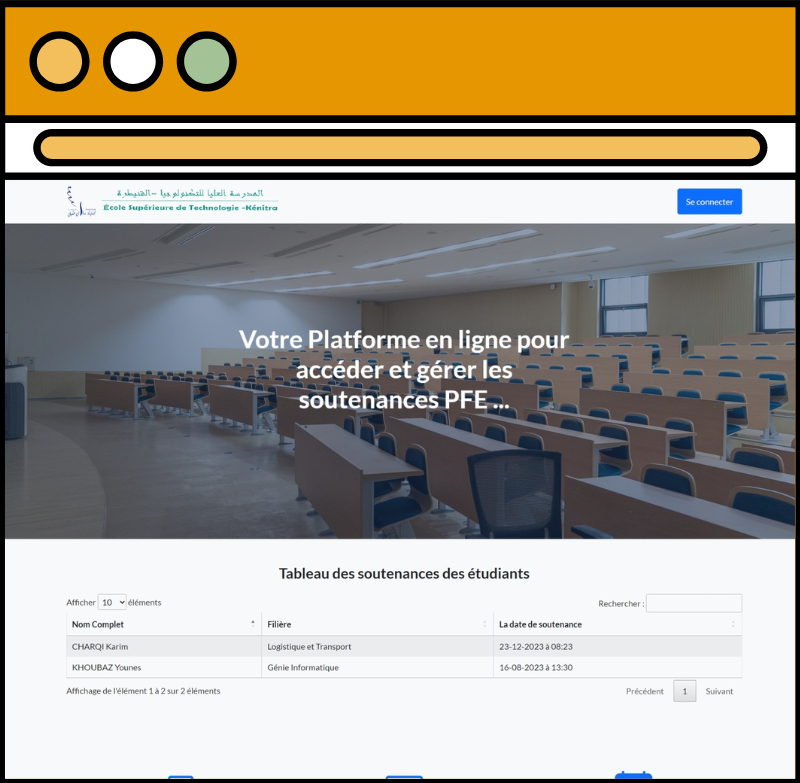 المدرسة العليا للتكنولوجيا -القنيطرة
Ecole Supérieure de Technologie -Kénitra
Se connecter
Votre Platforme en ligne pour
accéder et gérer les
soutenances PFE ...
Tableau des soutenances des étudiants
Afficher 10 éléments
Rechercher :
Nom Complet Filière La date de soutenance
CHARQI Karim Logistique et Transport 23-12-2023 à 08:23
KHOUBAZ Younes Génie Informatique 16-08-2023 à 13:30
Affichage de l'élément 1 à 2 sur 2 éléments
Précédent 1 Suivant